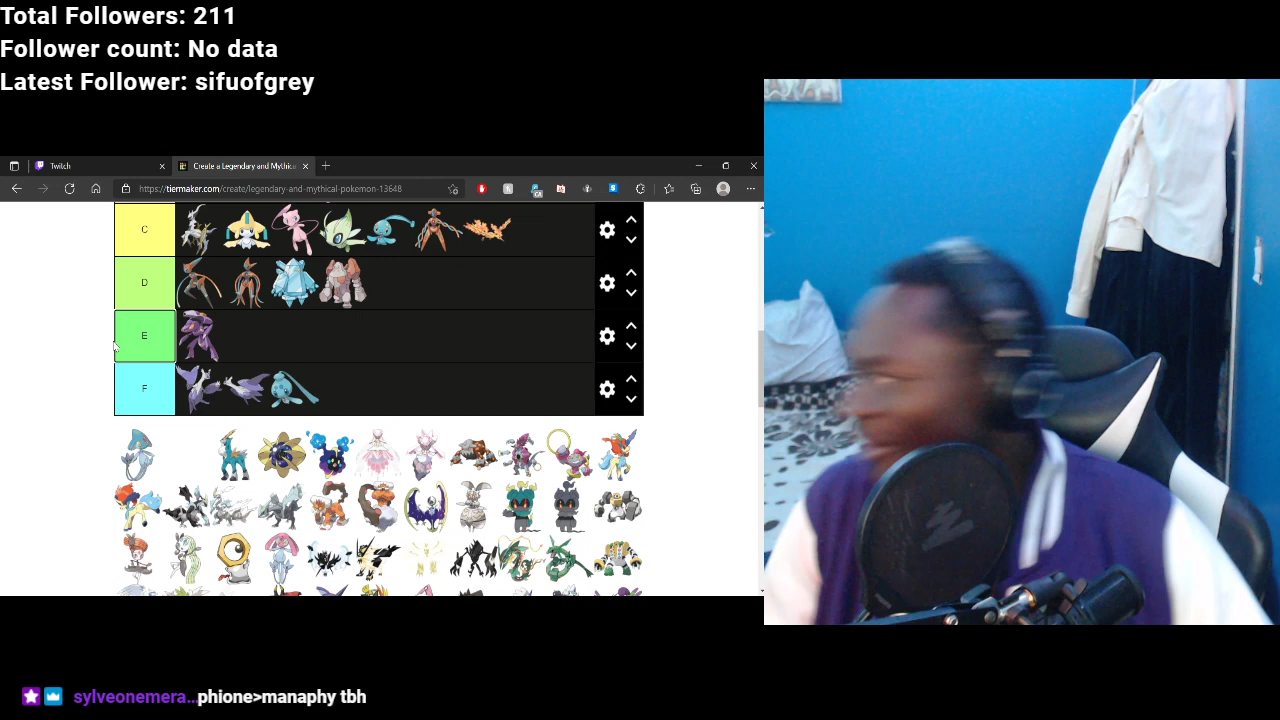 Total Followers: 211
Follower count: No data
Latest Follower: sifuofgrey
Twitch
Create a Legendary and Mythica
https://tiermaker.com/create/legendary-and-mythical-pokemon-13648
C
D
E
F
sylveonemera... phione>manaphy tbh